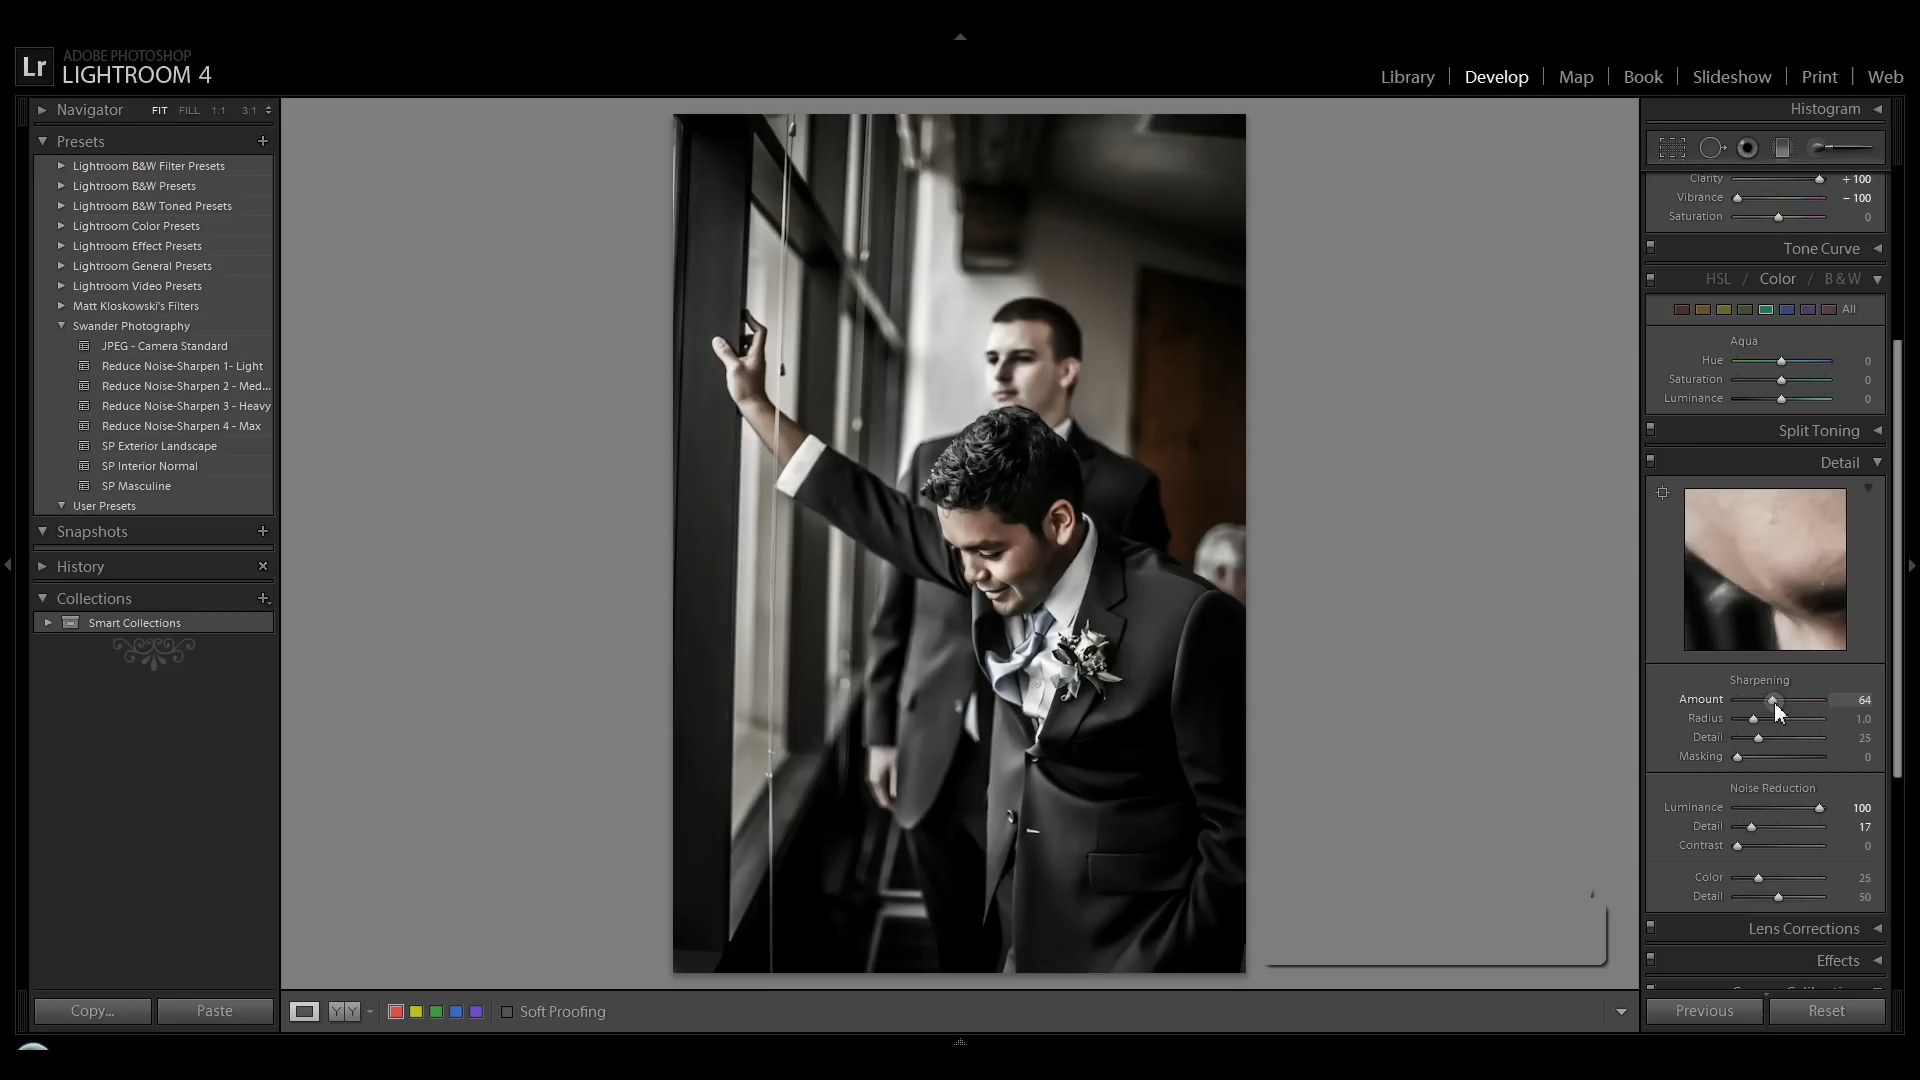 Lr
ADOBE PHOTOSHOP
LIGHTROOM 4
Library | Develop | Map | Book | Slideshow | Print | Web
Navigator FIT FILL 1:1 3:1
Presets
Lightroom B&W Filter Presets
Lightroom B&W Presets
Lightroom B&W Toned Presets
Lightroom Color Presets
Lightroom Effect Presets
Lightroom General Presets
Lightroom Video Presets
Matt Kloskowski's Filters
Swander Photography
JPEG - Camera Standard
Reduce Noise-Sharpen 1- Light
Reduce Noise-Sharpen 2 - Med...
Reduce Noise-Sharpen 3 - Heavy
Reduce Noise-Sharpen 4 - Max
SP Exterior Landscape
SP Interior Normal
SP Masculine
User Presets
Snapshots
History
Collections
Smart Collections
Copy... Paste
YY
Soft Proofing
Histogram
Clarity + 100
Vibrance - 100
Saturation 0
Tone Curve
HSL / Color / B&W
All
Aqua
Hue 0
Saturation 0
Luminance 0
Split Toning
Detail
Sharpening
Amount 64
Radius 1.0
Detail 25
Masking 0
Noise Reduction
Luminance 100
Detail 17
Contrast 0
Color 25
Detail 50
Lens Corrections
Effects
Previous Reset